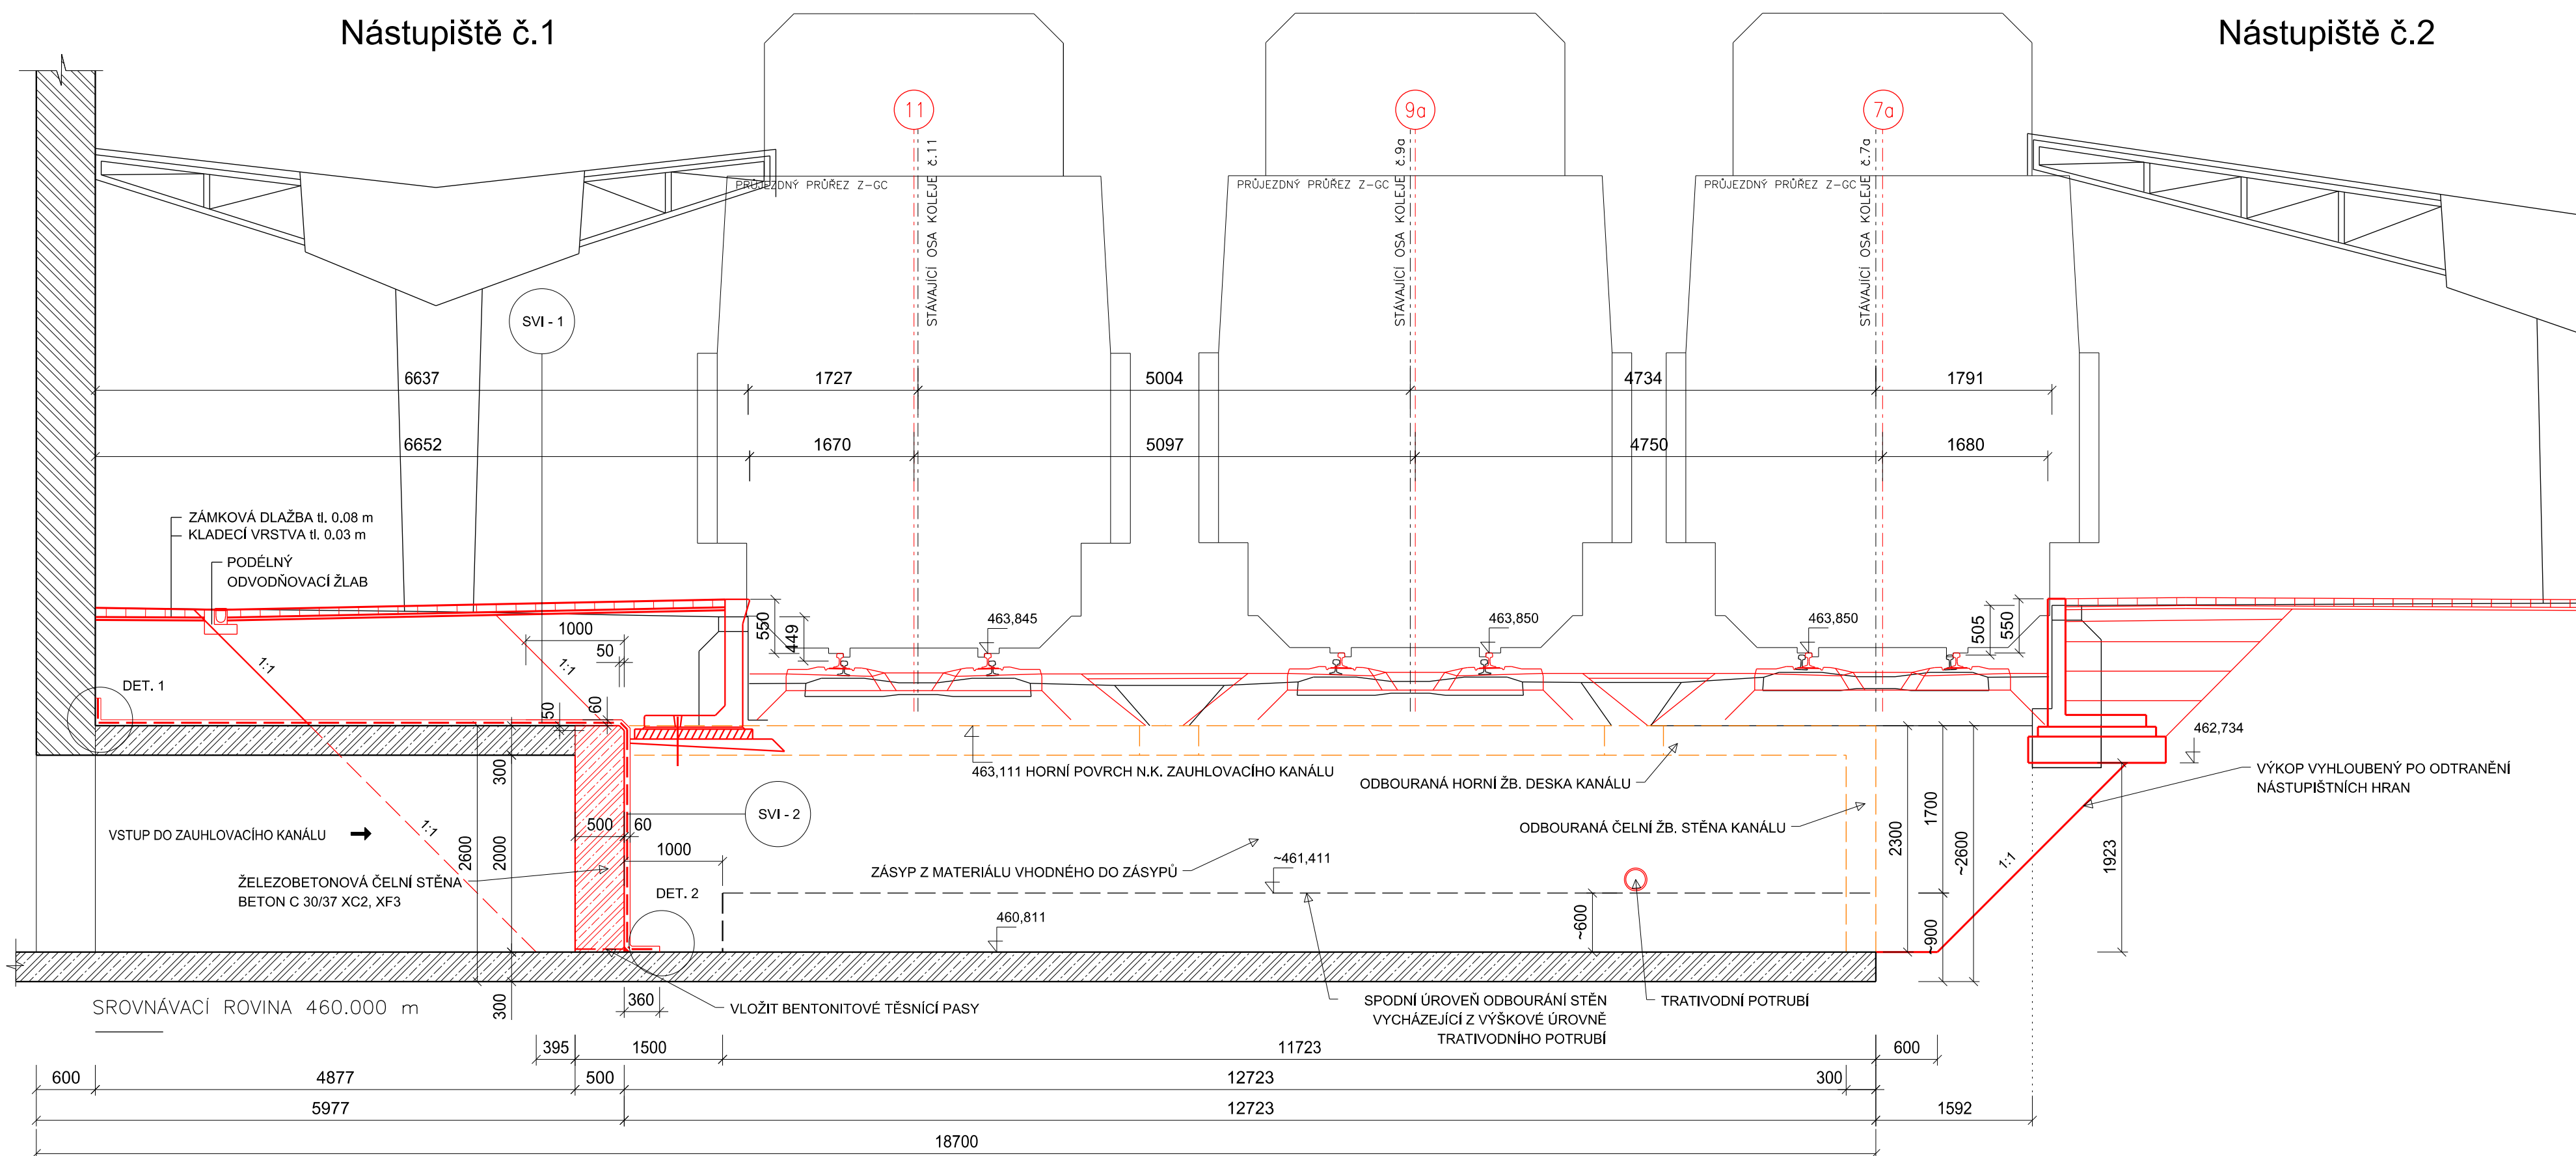 Nástupiště č.1
Nástupiště č.2
11
9a
7a
STÁVAJÍCÍ OSA KOLEJE č.11
STÁVAJÍCÍ OSA KOLEJE č.9a
STÁVAJÍCÍ OSA KOLEJE č.7a
PRŮJEZDNÝ PRŮŘEZ Z-GC
PRŮJEZDNÝ PRŮŘEZ Z-GC
PRŮJEZDNÝ PRŮŘEZ Z-GC
SVI - 1
6637
1727
5004
4734
1791
6652
1670
5097
4750
1680
ZÁMKOVÁ DLAŽBA tl. 0.08 m
KLADECÍ VRSTVA tl. 0.03 m
PODÉLNÝ
ODVODŇOVACÍ ŽLAB
1000
50
550
449
463,845
463,850
463,850
505
550
1:1
1:1
DET. 1
50
60
462,734
463,111 HORNÍ POVRCH N.K. ZAUHLOVACÍHO KANÁLU
ODBOURANÁ HORNÍ ŽB. DESKA KANÁLU
VÝKOP VYHLOUBENÝ PO ODTRANĚNÍ
NÁSTUPIŠTNÍCH HRAN
300
SVI - 2
500
60
1:1
VSTUP DO ZAUHLOVACÍHO KANÁLU
ODBOURANÁ ČELNÍ ŽB. STĚNA KANÁLU
2600
2000
1000
2300
1700
~2600
1:1
1923
ZÁSYP Z MATERIÁLU VHODNÉHO DO ZÁSYPŮ
~461,411
ŽELEZOBETONOVÁ ČELNÍ STĚNA
BETON C 30/37 XC2, XF3
DET. 2
460,811
~600
~900
SROVNÁVACÍ ROVINA 460.000 m
300
360
VLOŽIT BENTONITOVÉ TĚSNÍCÍ PASY
SPODNÍ ÚROVEŇ ODBOURÁNÍ STĚN
VYCHÁZEJÍCÍ Z VÝŠKOVÉ ÚROVNĚ
TRATIVODNÍHO POTRUBÍ
TRATIVODNÍ POTRUBÍ
395
1500
11723
600
600
4877
500
12723
300
5977
12723
1592
18700